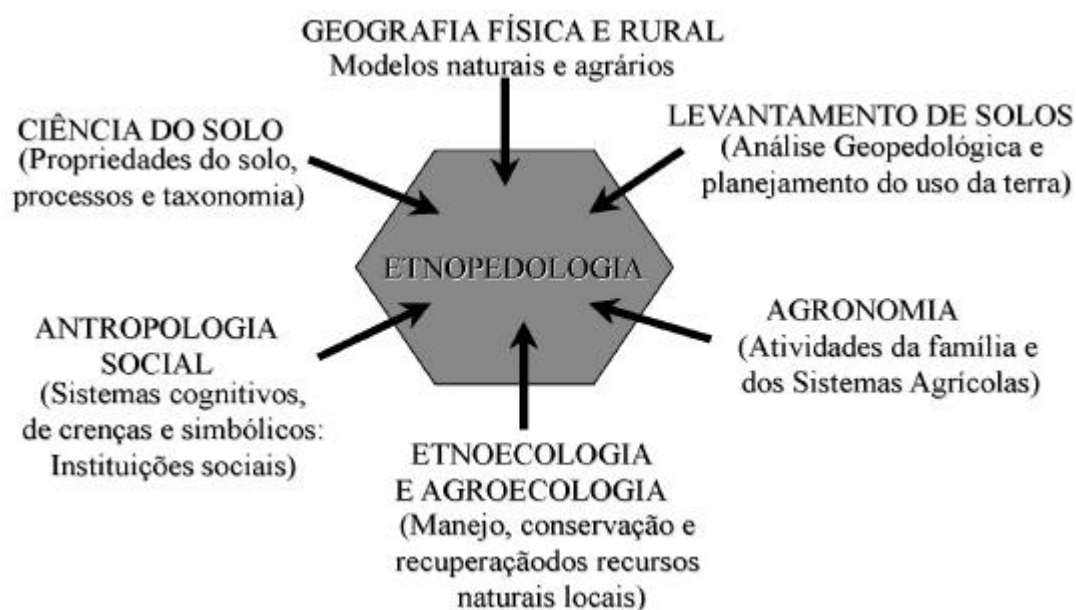 GEOGRAFIA FÍSICA E RURAL
Modelos naturais e agrários
CIÊNCIA DO SOLO
(Propriedades do solo,
processos e taxonomia)
LEVANTAMENTO DE SOLOS
(Análise Geopedológica e
planejamento do uso da terra)
ETNOPEDOLOGIA
ANTROPOLOGIA
SOCIAL
(Sistemas cognitivos,
de crenças e simbólicos:
Instituições sociais)
AGRONOMIA
(Atividades da família e
dos Sistemas Agrícolas)
ETNOECOLOGIA
E AGROECOLOGIA
(Manejo, conservação e
recuperaçãodos recursos
naturais locais)